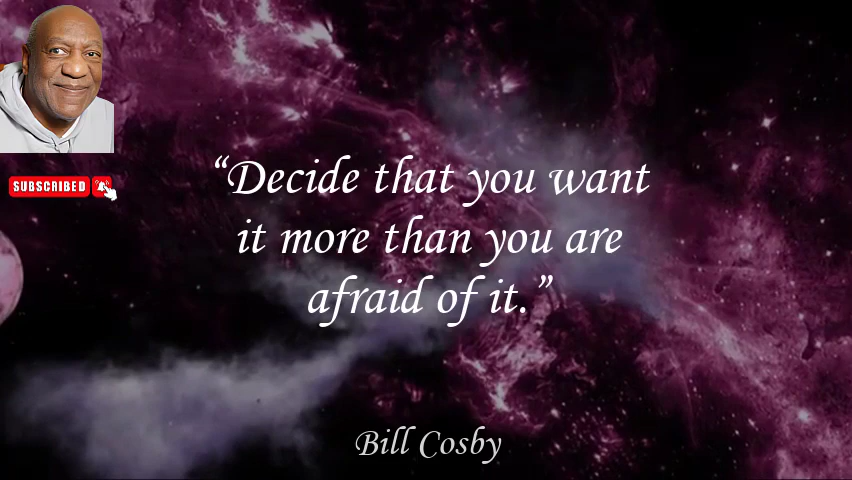 SUBSCRIBED
“Decide that you want
it more than you are
afraid of it.”
Bill Cosby